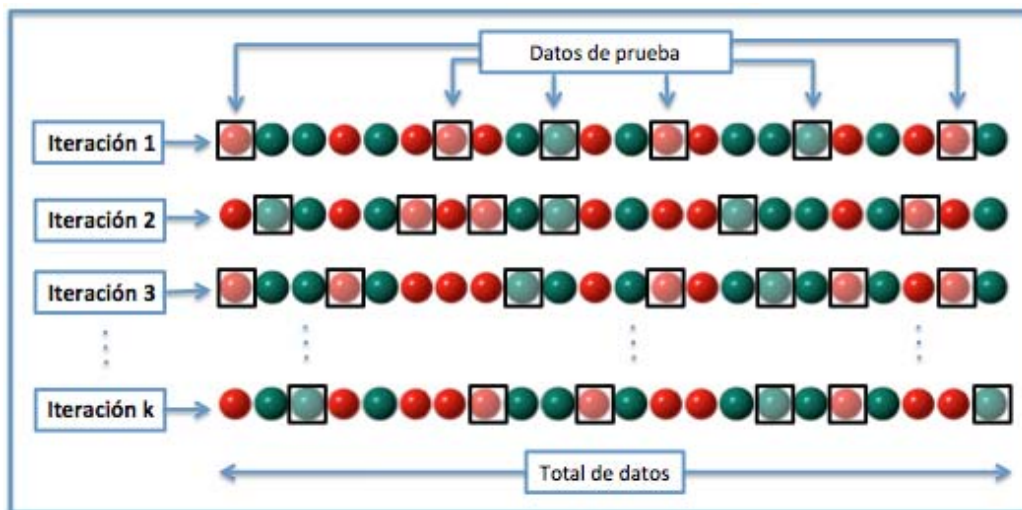 Datos de prueba
Iteración 1
Iteración 2
Iteración 3
Iteración k
Total de datos